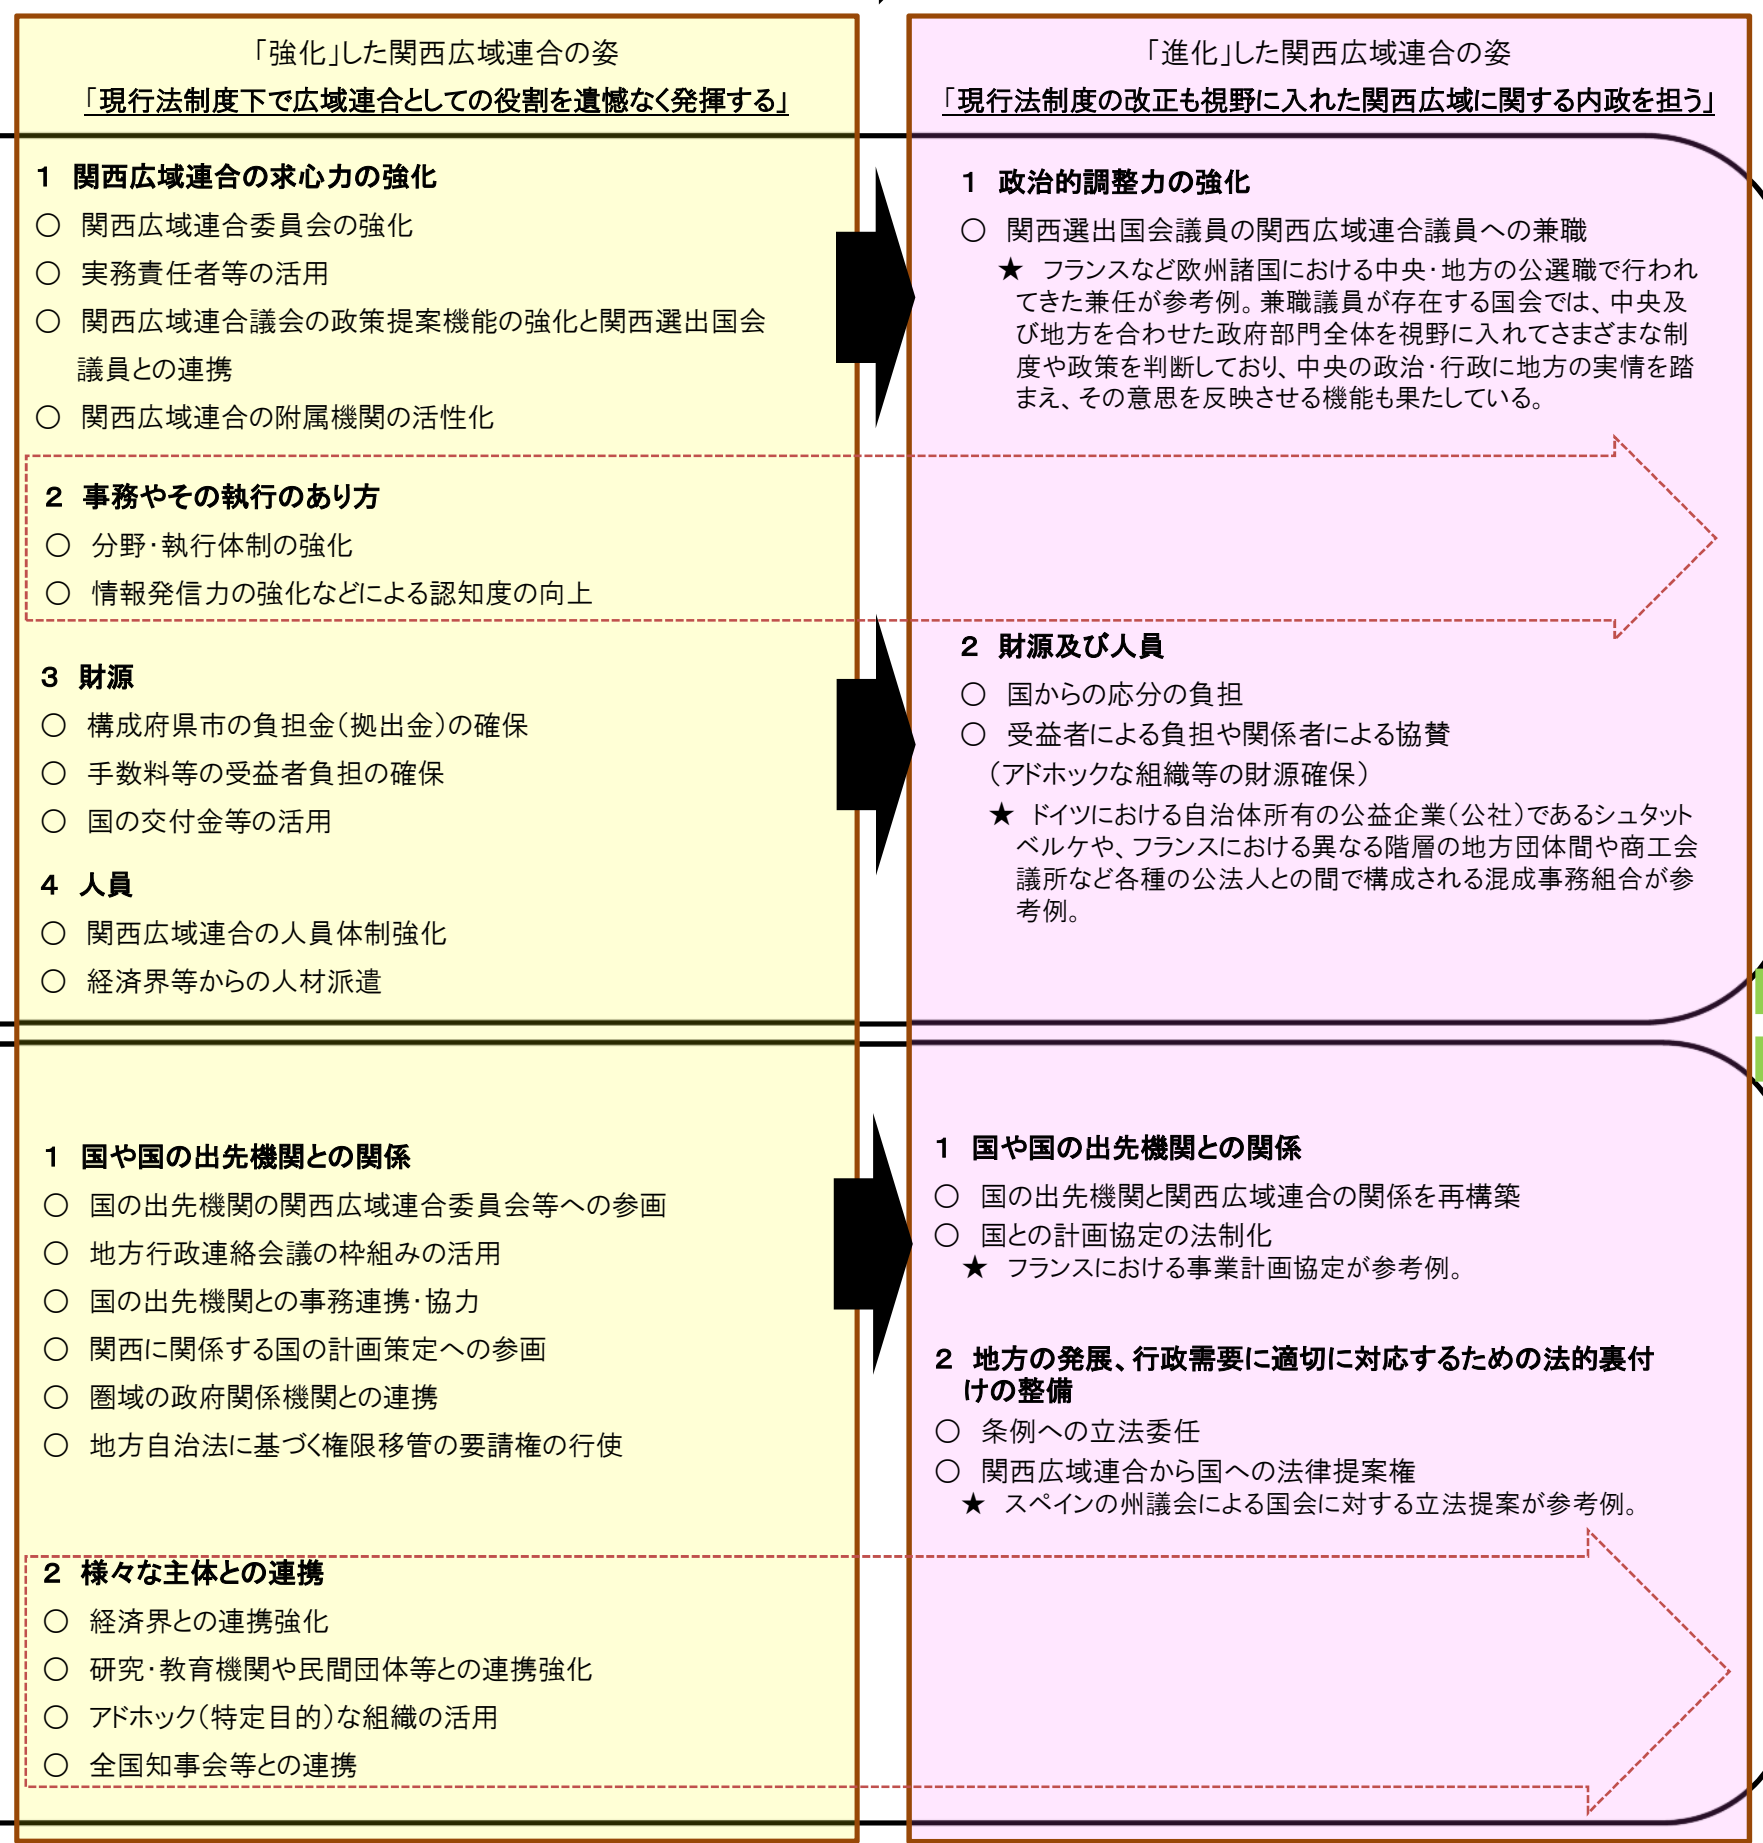 「強化」した関西広域連合の姿
「現行法制度下で広域連合としての役割を遺憾なく発揮する」
1 関西広域連合の求心力の強化
○ 関西広域連合委員会の強化
○ 実務責任者等の活用
○ 関西広域連合議会の政策提案機能の強化と関西選出国会
議員との連携
○ 関西広域連合の附属機関の活性化
2 事務やその執行のあり方
○ 分野・執行体制の強化
○ 情報発信力の強化などによる認知度の向上
3 財源
○ 構成府県市の負担金(拠出金)の確保
○ 手数料等の受益者負担の確保
○ 国の交付金等の活用
4 人員
○ 関西広域連合の人員体制強化
○ 経済界等からの人材派遣
1 国や国の出先機関との関係
○ 国の出先機関の関西広域連合委員会等への参画
○ 地方行政連絡会議の枠組みの活用
○ 国の出先機関との事務連携・協力
○ 関西に関係する国の計画策定への参画
○ 圏域の政府関係機関との連携
○ 地方自治法に基づく権限移管の要請権の行使
2 様々な主体との連携
○ 経済界との連携強化
○ 研究・教育機関や民間団体等との連携強化
○ アドホック(特定目的)な組織の活用
○ 全国知事会等との連携
「進化」した関西広域連合の姿
「現行法制度の改正も視野に入れた関西広域に関する内政を担う」
1 政治的調整力の強化
○ 関西選出国会議員の関西広域連合議員への兼職
★ フランスなど欧州諸国における中央・地方の公選職で行われ
てきた兼任が参考例。兼職議員が存在する国会では、中央及
び地方を合わせた政府部門全体を視野に入れてさまざまな制
度や政策を判断しており、中央の政治・行政に地方の実情を踏
まえ、その意思を反映させる機能も果たしている。
2 財源及び人員
○ 国からの応分の負担
○ 受益者による負担や関係者による協賛
(アドホックな組織等の財源確保)
★ ドイツにおける自治体所有の公益企業(公社)であるシュタット
ベルケや、フランスにおける異なる階層の地方団体間や商工会
議所など各種の公法人との間で構成される混成事務組合が参
考例。
1 国や国の出先機関との関係
○ 国の出先機関と関西広域連合の関係を再構築
○ 国との計画協定の法制化
★ フランスにおける事業計画協定が参考例。
2 地方の発展、行政需要に適切に対応するための法的裏付
けの整備
○ 条例への立法委任
○ 関西広域連合から国への法律提案権
★ スペインの州議会による国会に対する立法提案が参考例。